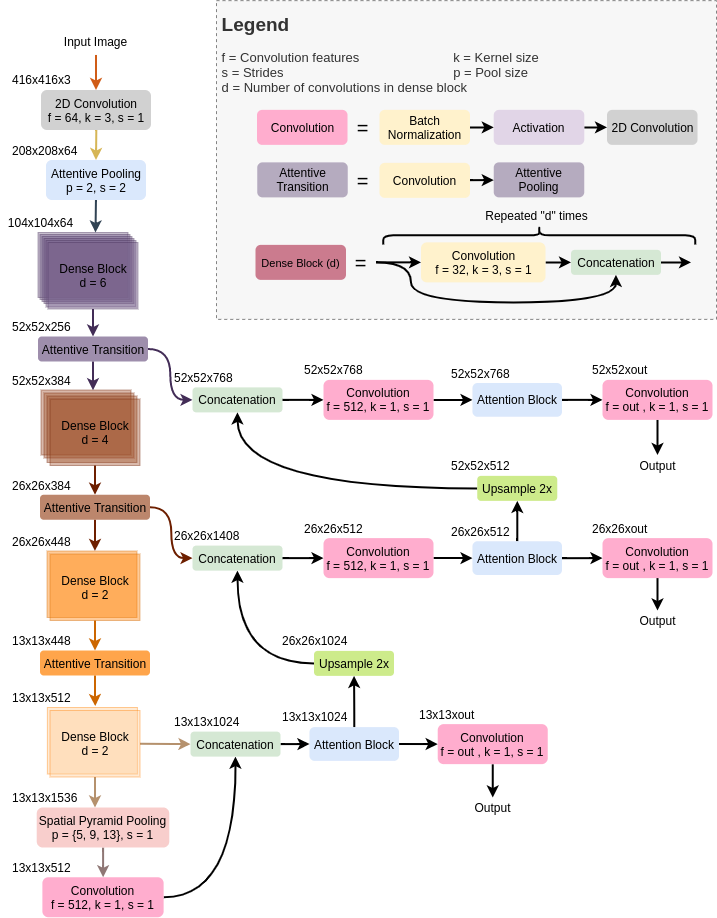 Legend
f = Convolution features
k = Kernel size
s = Strides
p = Pool size
d = Number of convolutions in dense block
Convolution
=
Batch
Normalization
Activation
2D Convolution
Attentive
Transition
=
Convolution
Attentive
Pooling
Repeated "d" times
Dense Block (d)
=
Convolution
f = 32, k = 3, s = 1
Concatenation
Input Image
416x416x3
2D Convolution
f = 64, k = 3, s = 1
208x208x64
Attentive Pooling
p = 2, s = 2
104x104x64
Dense Block
d = 6
52x52x256
Attentive Transition
52x52x384
Dense Block
d = 4
26x26x384
Attentive Transition
26x26x448
Dense Block
d = 2
13x13x448
Attentive Transition
13x13x512
Dense Block
d = 2
13x13x1536
Spatial Pyramid Pooling
p = {5, 9, 13}, s = 1
13x13x512
Convolution
f = 512, k = 1, s = 1
52x52x768
Concatenation
52x52x768
Convolution
f = 512, k = 1, s = 1
52x52x768
Attention Block
52x52xout
Convolution
f = out , k = 1, s = 1
Output
52x52x512
Upsample 2x
26x26x1408
Concatenation
26x26x512
Convolution
f = 512, k = 1, s = 1
26x26x512
Attention Block
26x26xout
Convolution
f = out , k = 1, s = 1
Output
26x26x1024
Upsample 2x
13x13x1024
Concatenation
13x13x1024
Attention Block
13x13xout
Convolution
f = out , k = 1, s = 1
Output